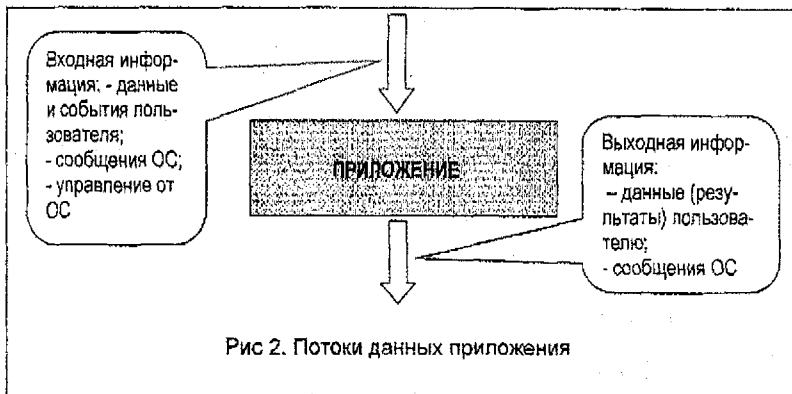 Входная инфор-
мация: - данные
и события поль-
зователя;
- сообщения ОС;
- управление от
ОС
ПРИЛОЖЕНИЕ
Выходная инфор-
мация:
– данные (резу-
льтаты) пользова-
телю;
- сообщения ОС
Рис 2. Потоки данных приложения